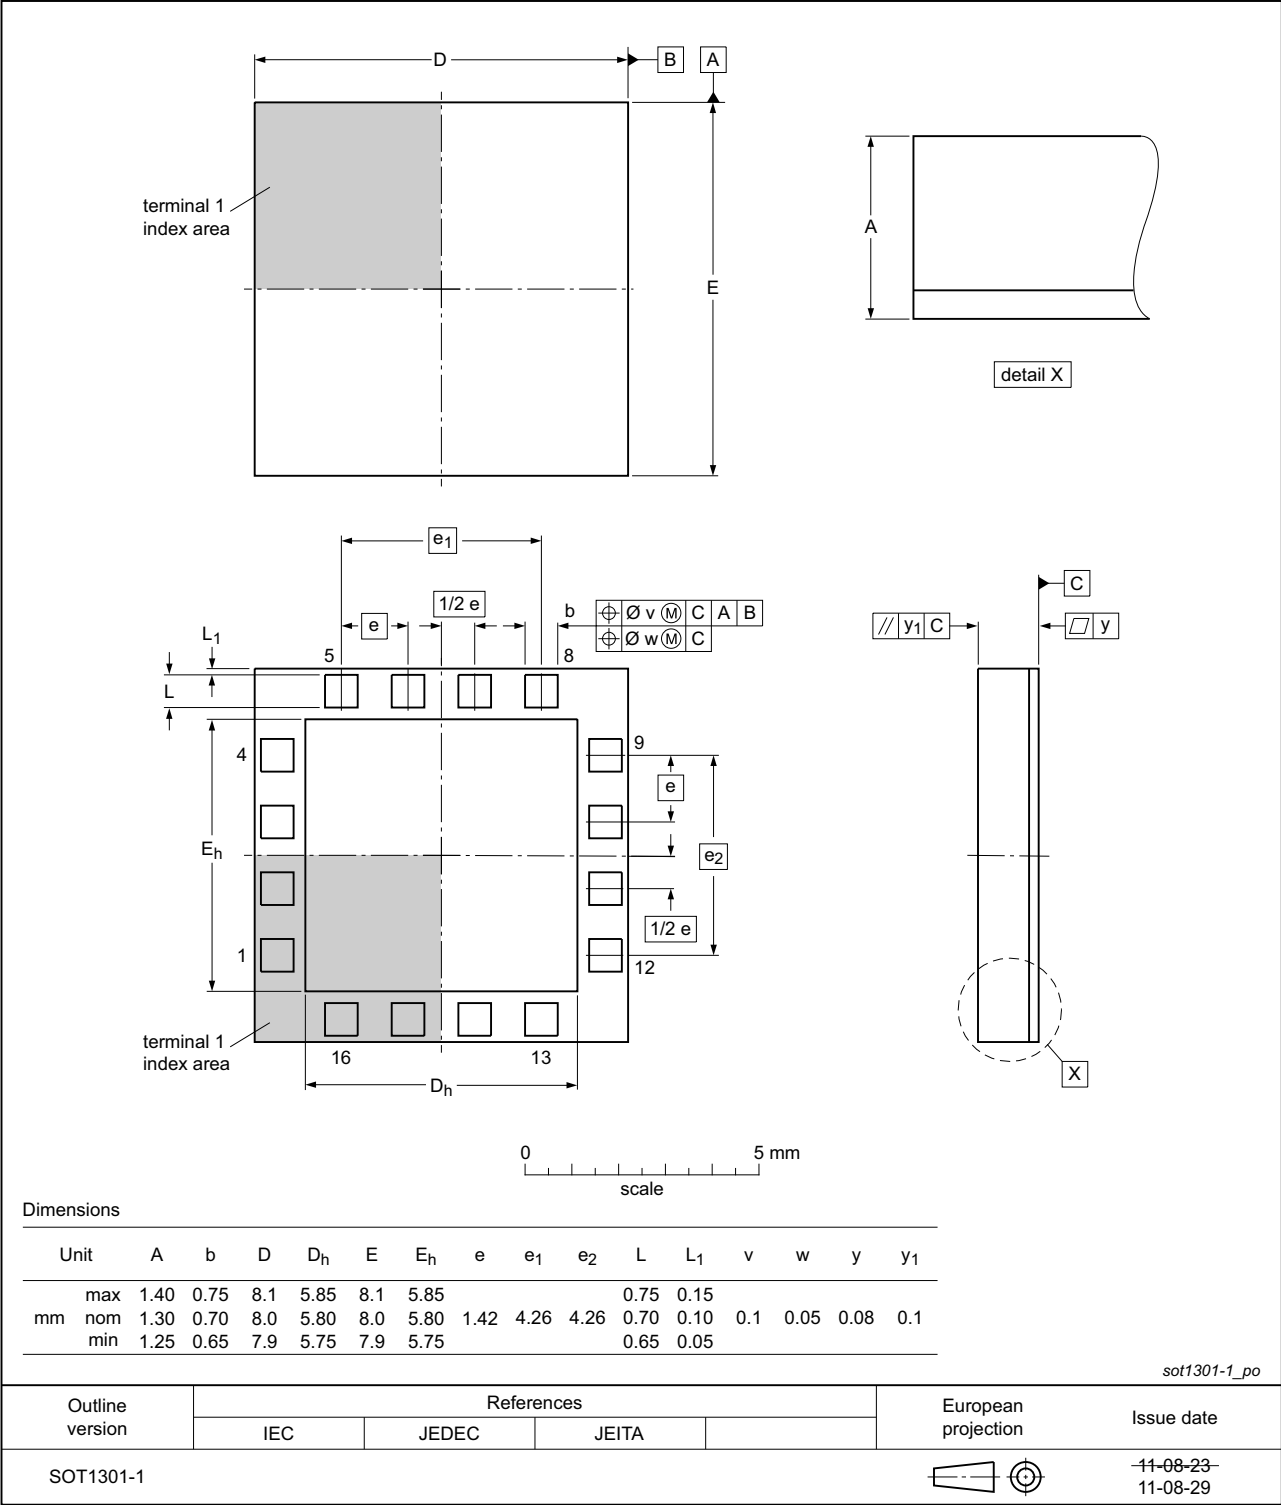 D
B
A
terminal 1
index area
E
A
detail X
e1
1/2 e
e
b
Ø v M C A B
Ø w M C
L1
L
5
8
4
9
e
Eh
e2
1/2 e
1
12
terminal 1
index area
16
13
Dh
C
// y1 C
y
X
0 5 mm
scale
Dimensions
Unit A b D Dh E Eh e e1 e2 L L1 v w y y1
max 1.40 0.75 8.1 5.85 8.1 5.85 0.75 0.15
mm nom 1.30 0.70 8.0 5.80 8.0 5.80 1.42 4.26 4.26 0.70 0.10 0.1 0.05 0.08 0.1
min 1.25 0.65 7.9 5.75 7.9 5.75 0.65 0.05
sot1301-1_po
Outline
version
References
IEC JEDEC JEITA
European
projection
Issue date
SOT1301-1
11-08-23
11-08-29